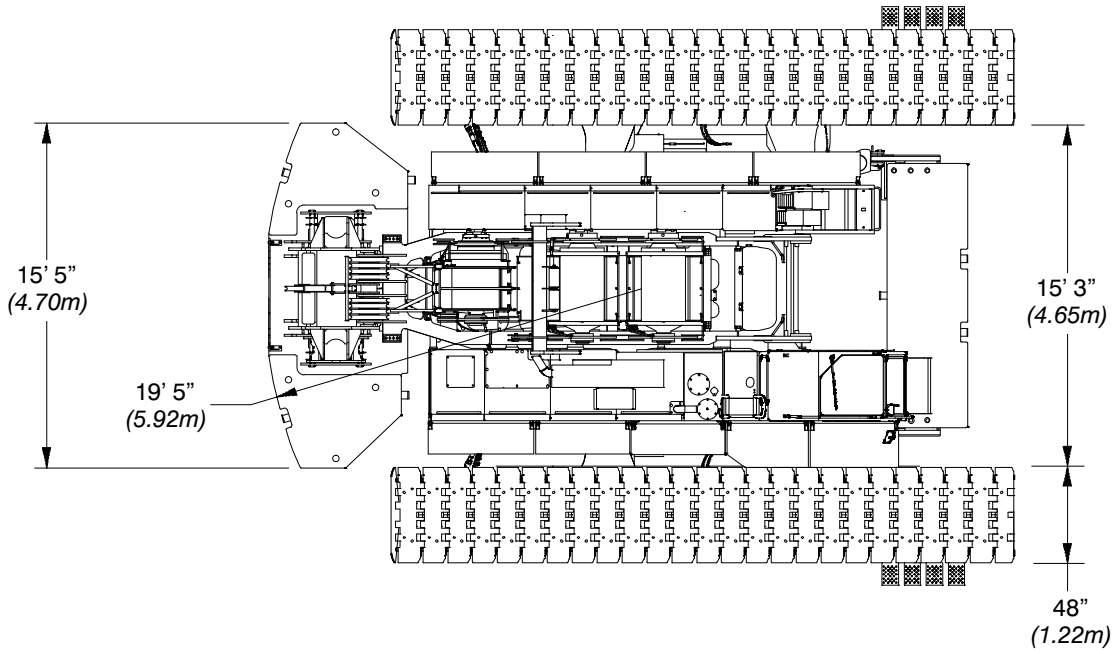 15’ 5”
(4.70m)
19’ 5”
(5.92m)
15’ 3”
(4.65m)
48”
(1.22m)